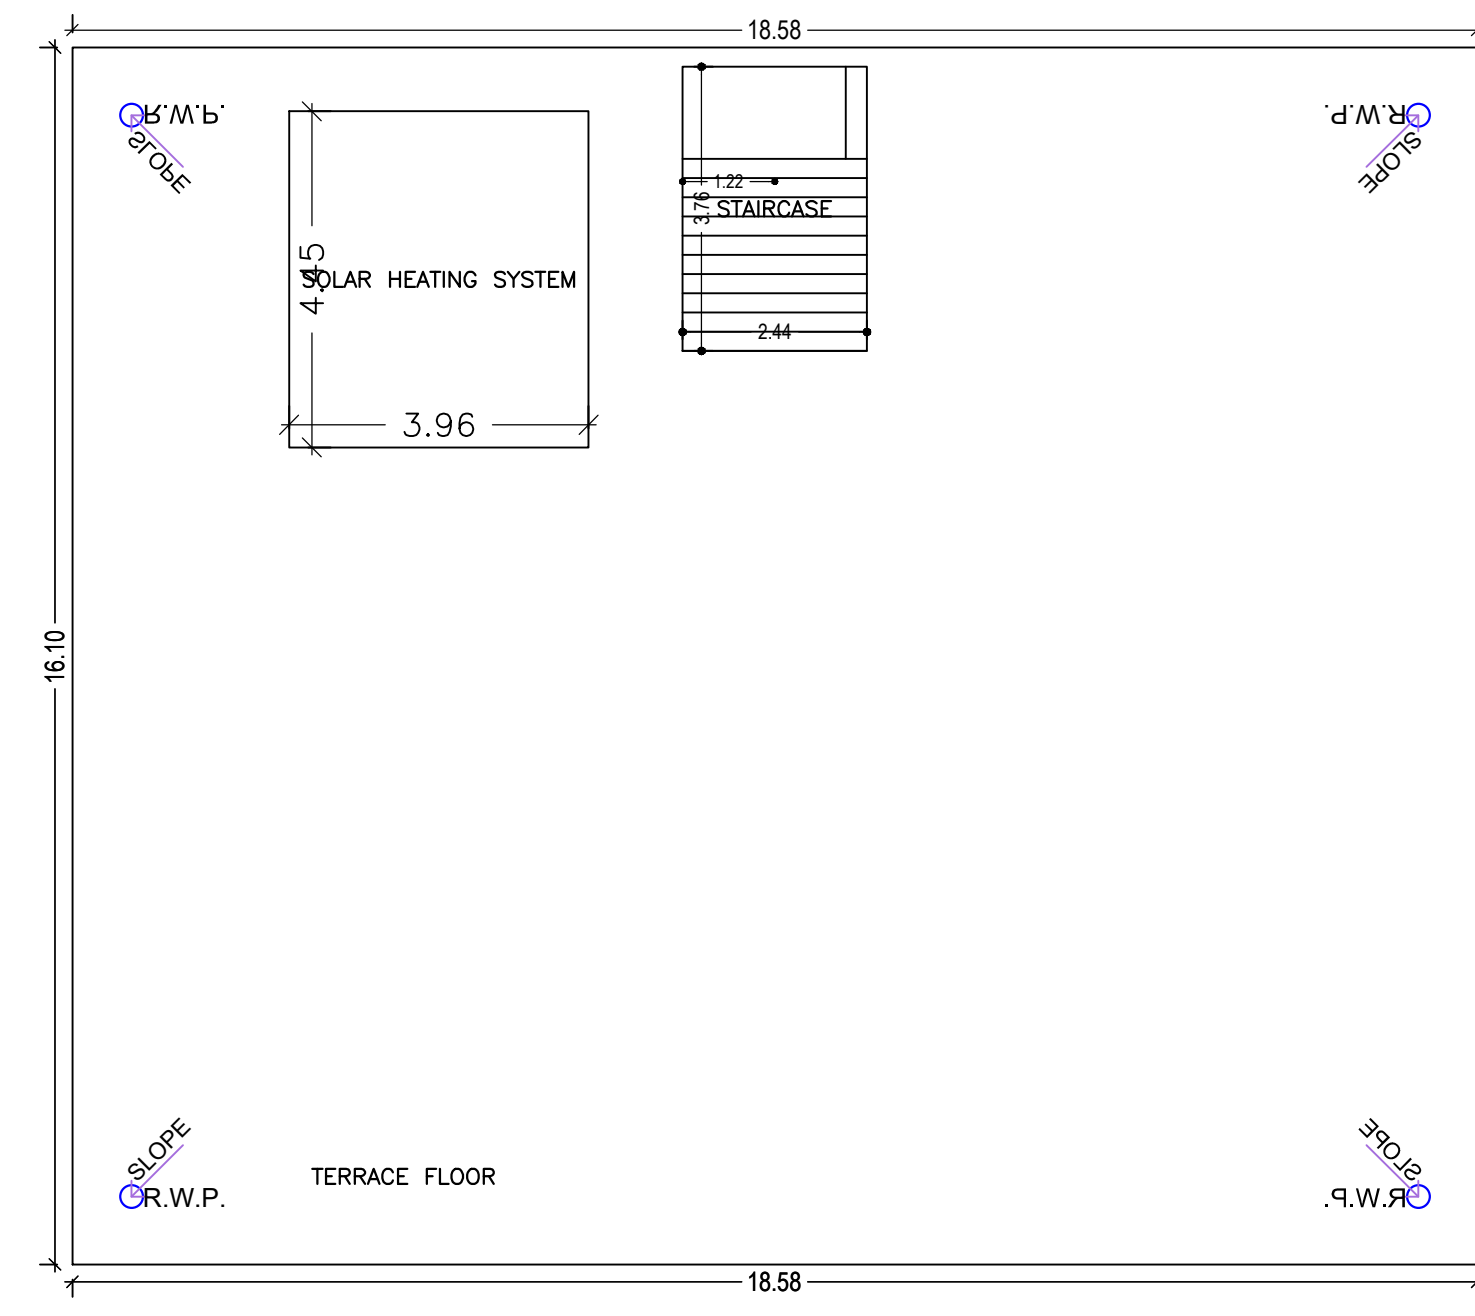 18.58
R.W.P.
R.W.P.
SLOPE
SLOPE
1.22
3.76
STAIRCASE
4.45
SOLAR HEATING SYSTEM
2.44
3.96
16.10
SLOPE
SLOPE
TERRACE FLOOR
R.W.P.
R.W.P.
18.58